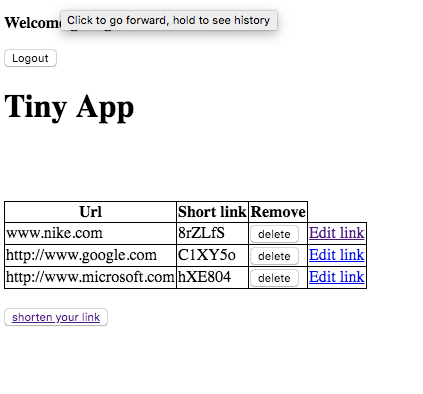 Welcome
Click to go forward, hold to see history
Logout
Tiny App
Url Short link Remove
www.nike.com 8rZLfS delete Edit link
http://www.google.com C1XY5o delete Edit link
http://www.microsoft.com hXE804 delete Edit link
shorten your link